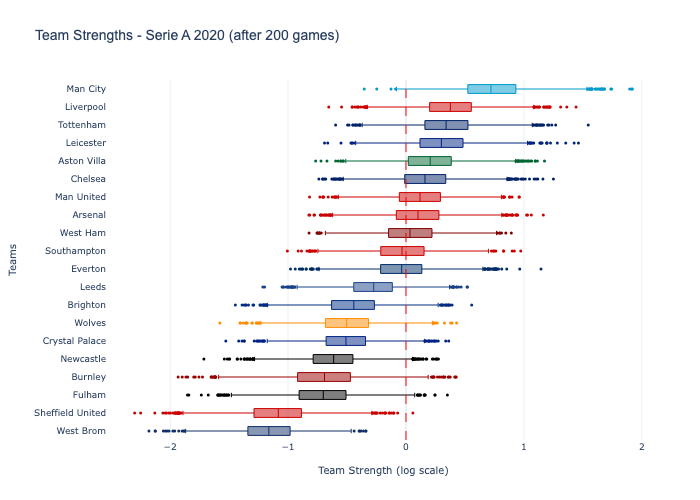 Team Strengths - Serie A 2020 (after 200 games)
Man City
Liverpool
Tottenham
Leicester
Aston Villa
Chelsea
Man United
Arsenal
West Ham
Southampton
Everton
Leeds
Brighton
Wolves
Crystal Palace
Newcastle
Burnley
Fulham
Sheffield United
West Brom
Teams
−2 −1 0 1 2
Team Strength (log scale)